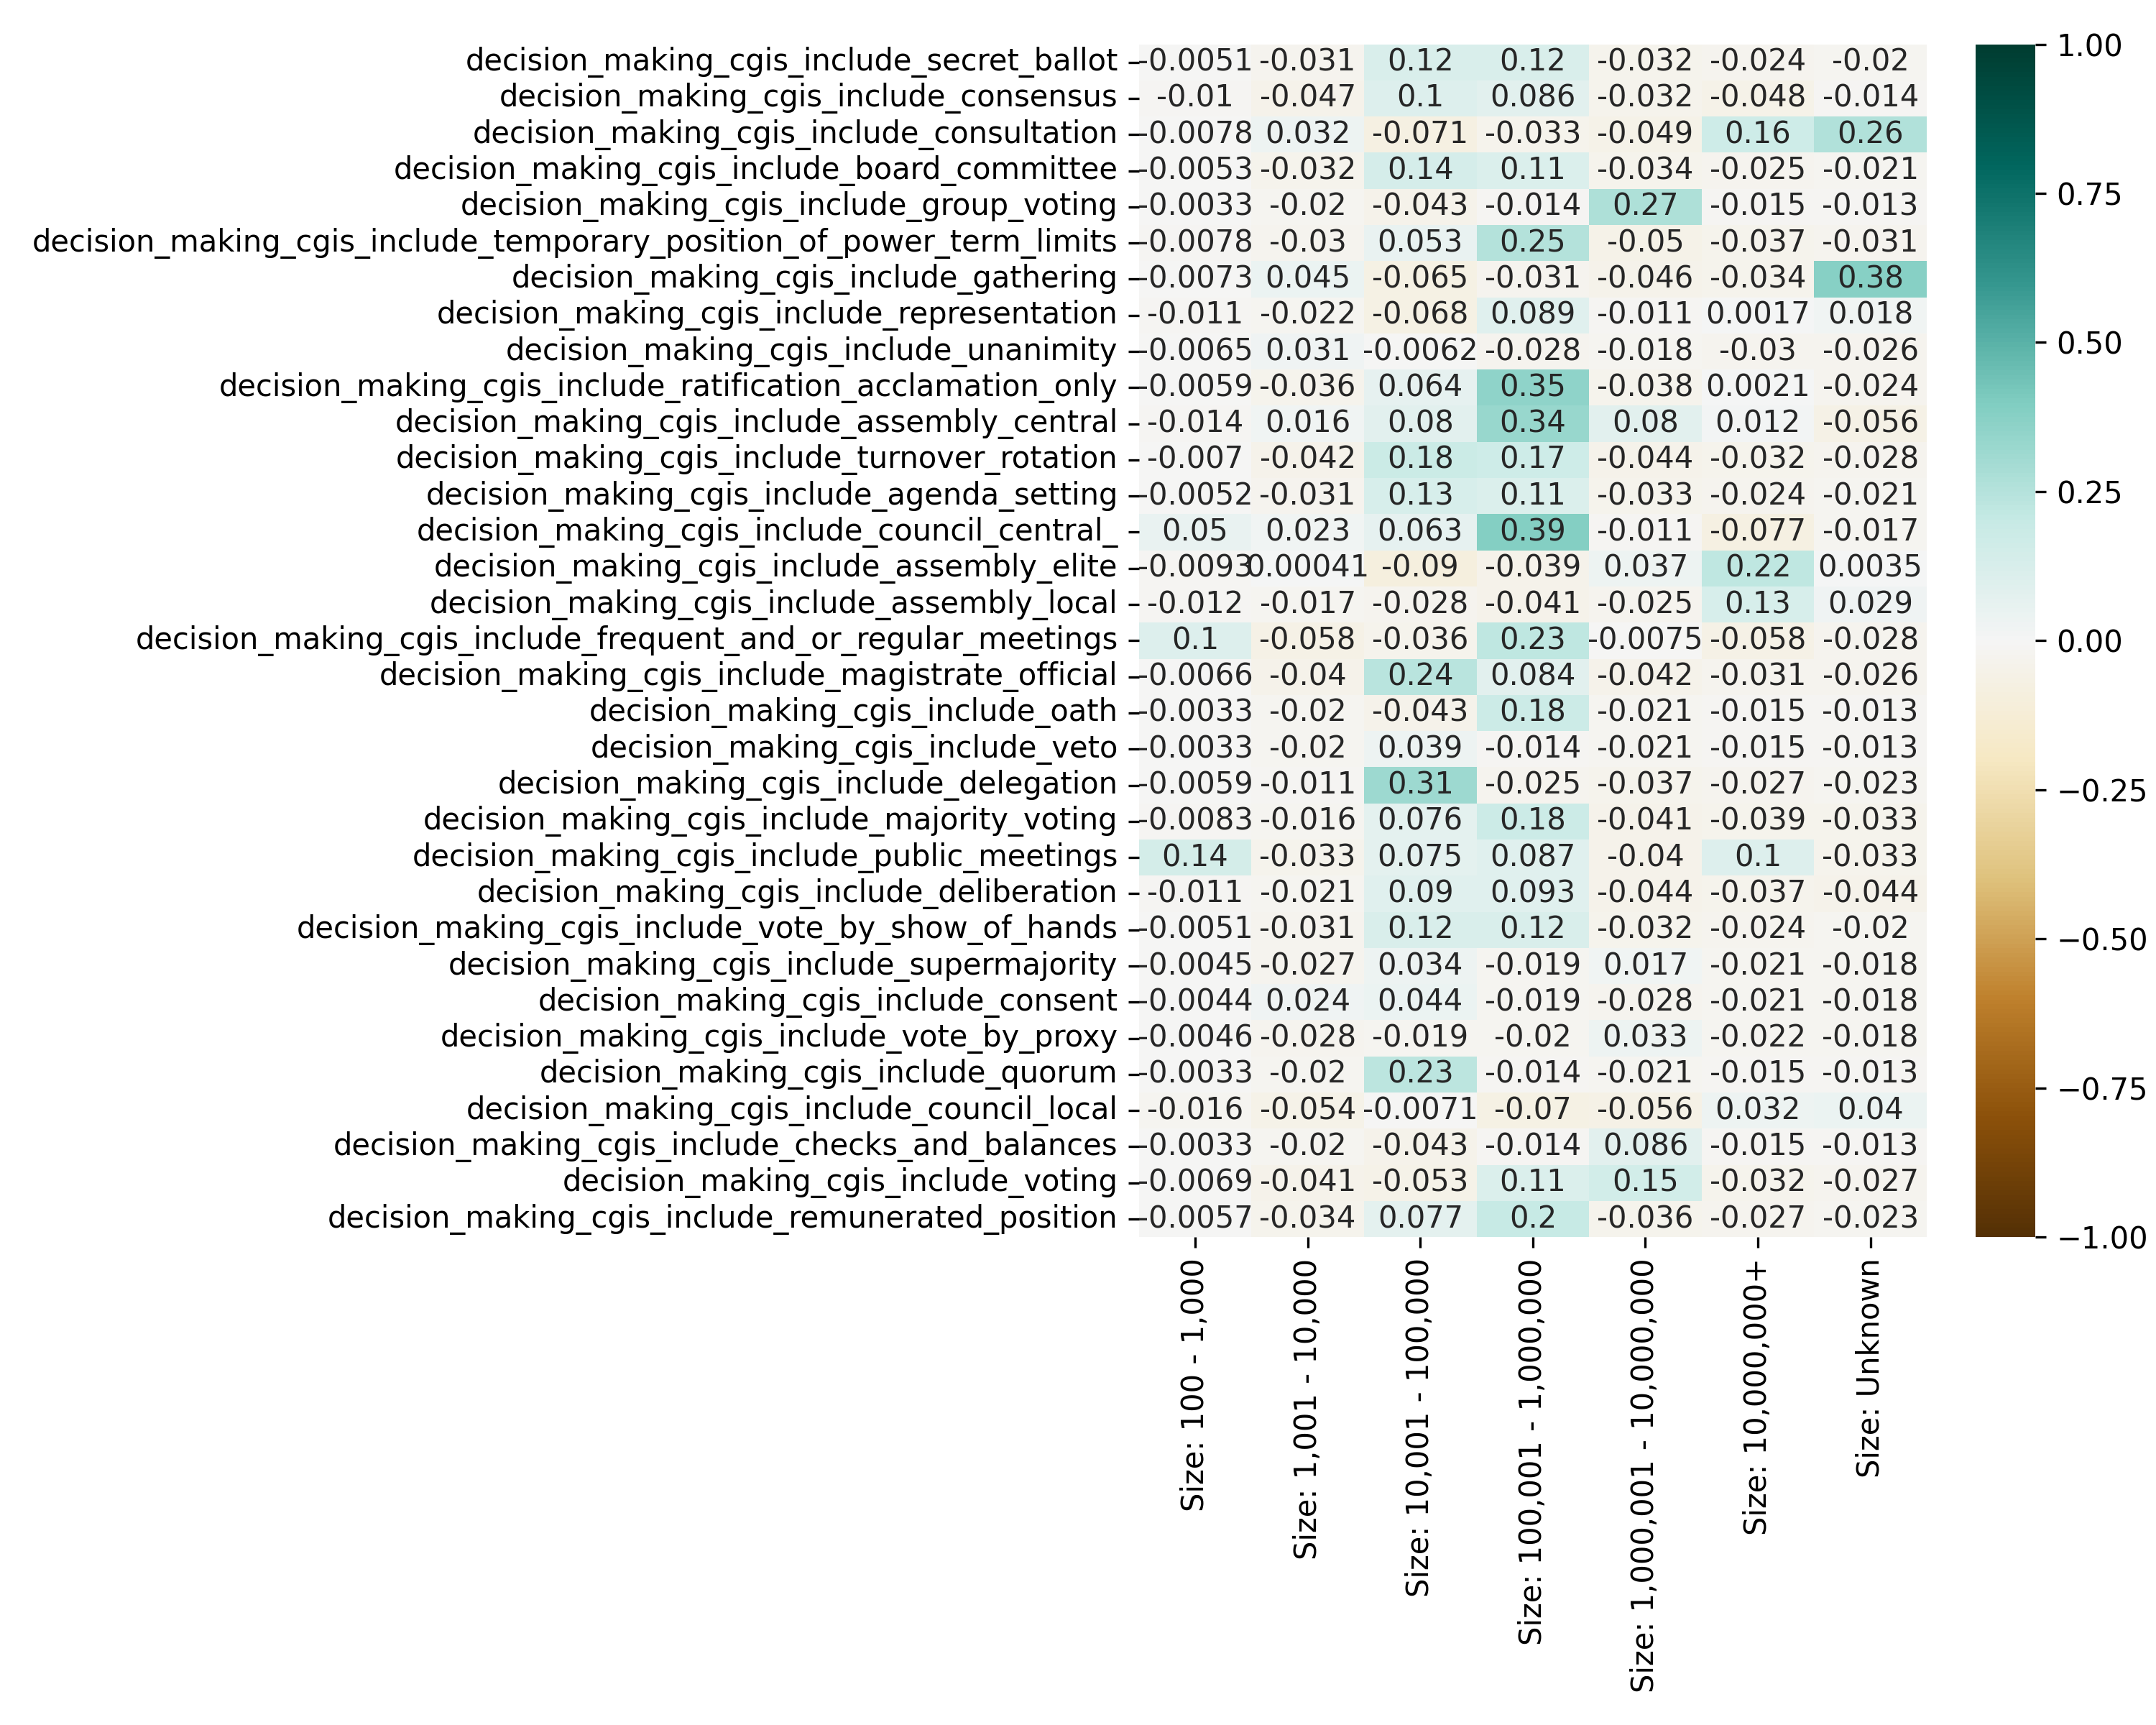 decision_making_cgis_include_secret_ballot -0.0051 -0.031 0.12 0.12 -0.032 -0.024 -0.02
decision_making_cgis_include_consensus -0.01 -0.047 0.1 0.086 -0.032 -0.048 -0.014
decision_making_cgis_include_consultation -0.0078 0.032 -0.071 -0.033 -0.049 0.16 0.26
decision_making_cgis_include_board_committee -0.0053 -0.032 0.14 0.11 -0.034 -0.025 -0.021
decision_making_cgis_include_group_voting -0.0033 -0.02 -0.043 -0.014 0.27 -0.015 -0.013
decision_making_cgis_include_temporary_position_of_power_term_limits -0.0078 -0.03 0.053 0.25 -0.05 -0.037 -0.031
decision_making_cgis_include_gathering -0.0073 0.045 -0.065 -0.031 -0.046 -0.034 0.38
decision_making_cgis_include_representation -0.011 -0.022 -0.068 0.089 -0.011 0.0017 0.018
decision_making_cgis_include_unanimity -0.0065 0.031 -0.0062 -0.028 -0.018 -0.03 -0.026
decision_making_cgis_include_ratification_acclamation_only -0.0059 -0.036 0.064 0.35 -0.038 0.0021 -0.024
decision_making_cgis_include_assembly_central -0.014 0.016 0.08 0.34 0.08 0.012 -0.056
decision_making_cgis_include_turnover_rotation -0.007 -0.042 0.18 0.17 -0.044 -0.032 -0.028
decision_making_cgis_include_agenda_setting -0.0052 -0.031 0.13 0.11 -0.033 -0.024 -0.021
decision_making_cgis_include_council_central_ 0.05 0.023 0.063 0.39 -0.011 -0.077 -0.017
decision_making_cgis_include_assembly_elite -0.0093 0.00041 -0.09 -0.039 0.037 0.22 0.0035
decision_making_cgis_include_assembly_local -0.012 -0.017 -0.028 -0.041 -0.025 0.13 0.029
decision_making_cgis_include_frequent_and_or_regular_meetings 0.1 -0.058 -0.036 0.23 -0.0075 -0.058 -0.028
decision_making_cgis_include_magistrate_official -0.0066 -0.04 0.24 0.084 -0.042 -0.031 -0.026
decision_making_cgis_include_oath -0.0033 -0.02 -0.043 0.18 -0.021 -0.015 -0.013
decision_making_cgis_include_veto -0.0033 -0.02 0.039 -0.014 -0.021 -0.015 -0.013
decision_making_cgis_include_delegation -0.0059 -0.011 0.31 -0.025 -0.037 -0.027 -0.023
decision_making_cgis_include_majority_voting -0.0083 -0.016 0.076 0.18 -0.041 -0.039 -0.033
decision_making_cgis_include_public_meetings 0.14 -0.033 0.075 0.087 -0.04 0.1 -0.033
decision_making_cgis_include_deliberation -0.011 -0.021 0.09 0.093 -0.044 -0.037 -0.044
decision_making_cgis_include_vote_by_show_of_hands -0.0051 -0.031 0.12 0.12 -0.032 -0.024 -0.02
decision_making_cgis_include_supermajority -0.0045 -0.027 0.034 -0.019 0.017 -0.021 -0.018
decision_making_cgis_include_consent -0.0044 0.024 0.044 -0.019 -0.028 -0.021 -0.018
decision_making_cgis_include_vote_by_proxy -0.0046 -0.028 -0.019 -0.02 0.033 -0.022 -0.018
decision_making_cgis_include_quorum -0.0033 -0.02 0.23 -0.014 -0.021 -0.015 -0.013
decision_making_cgis_include_council_local -0.016 -0.054 -0.0071 -0.07 -0.056 0.032 0.04
decision_making_cgis_include_checks_and_balances -0.0033 -0.02 -0.043 -0.014 0.086 -0.015 -0.013
decision_making_cgis_include_voting -0.0069 -0.041 -0.053 0.11 0.15 -0.032 -0.027
decision_making_cgis_include_remunerated_position -0.0057 -0.034 0.077 0.2 -0.036 -0.027 -0.023
Size: 100 - 1,000
Size: 1,001 - 10,000
Size: 10,001 - 100,000
Size: 100,001 - 1,000,000
Size: 1,000,001 - 10,000,000
Size: 10,000,000+
Size: Unknown
1.00
0.75
0.50
0.25
0.00
−0.25
−0.50
−0.75
−1.00